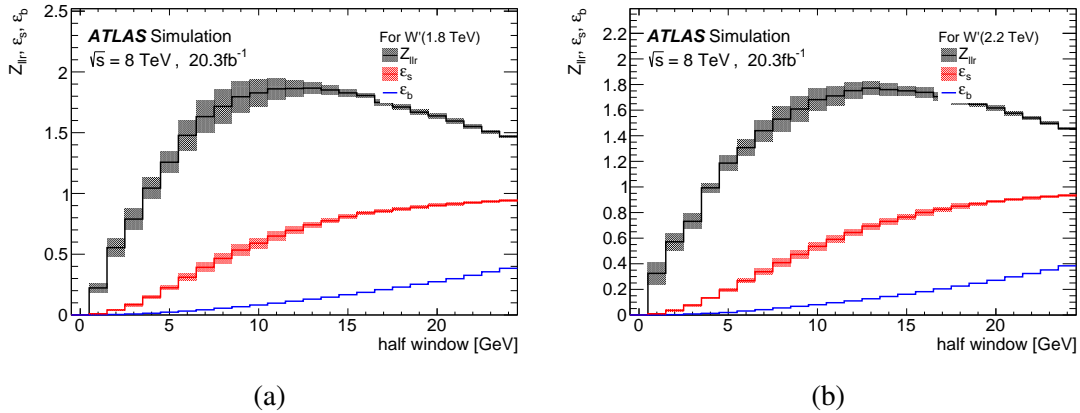 Z_llr, ε_s, ε_b
2.5
2
1.5
1
0.5
0
ATLAS Simulation
√s = 8 TeV , 20.3fb⁻¹
For W'(1.8 TeV)
Z_llr
ε_s
ε_b
0 5 10 15 20
half window [GeV]
(a)
Z_llr, ε_s, ε_b
2.2
2
1.8
1.6
1.4
1.2
1
0.8
0.6
0.4
0.2
0
ATLAS Simulation
√s = 8 TeV , 20.3fb⁻¹
For W'(2.2 TeV)
Z_llr
ε_s
ε_b
0 5 10 15 20
half window [GeV]
(b)